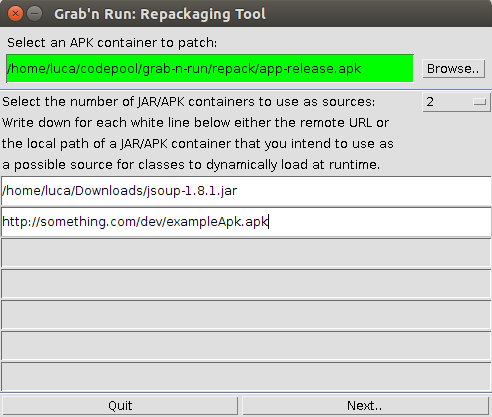 Grab'n Run: Repackaging Tool
Select an APK container to patch:
/home/luca/codepool/grab-n-run/repack/app-release.apk
Browse..
Select the number of JAR/APK containers to use as sources:
2
Write down for each white line below either the remote URL or
the local path of a JAR/APK container that you intend to use as
a possible source for classes to dynamically load at runtime.
/home/luca/Downloads/jsoup-1.8.1.jar
http://something.com/dev/exampleApk.apk
Quit
Next..